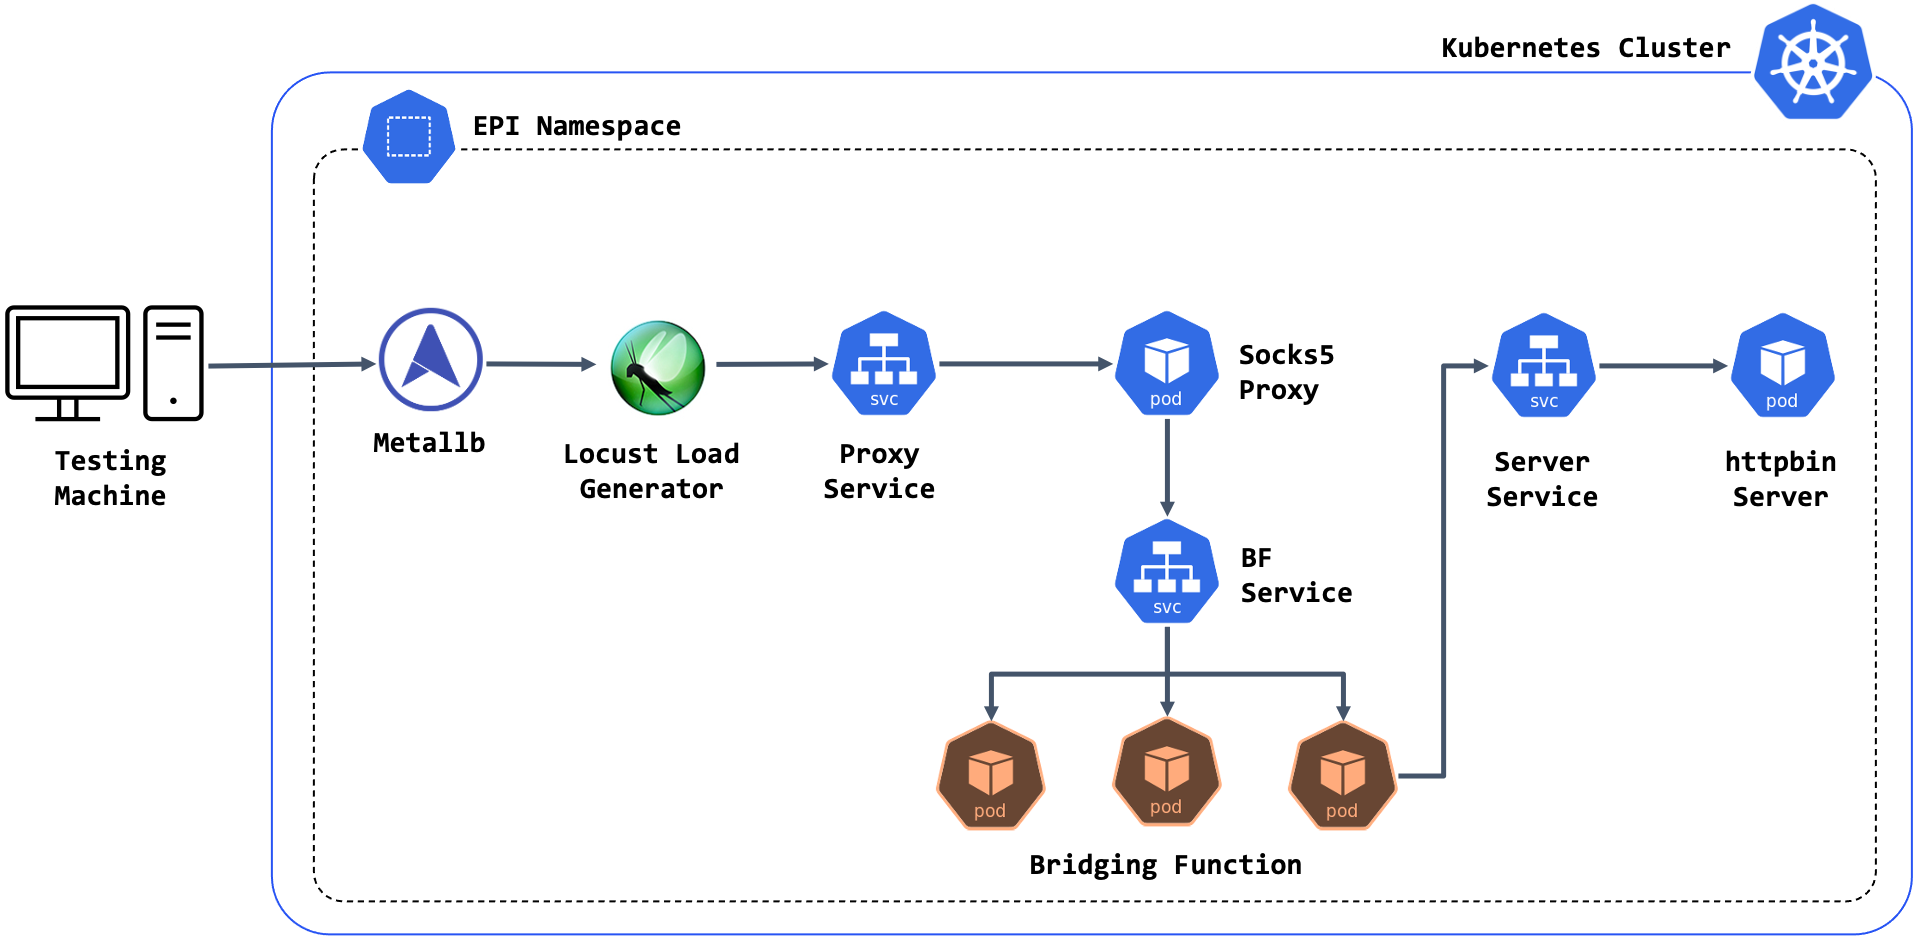 Kubernetes Cluster
EPI Namespace
Testing
Machine
Metallb
Locust Load
Generator
svc
Proxy
Service
pod
Socks5
Proxy
svc
BF
Service
pod
pod
pod
Bridging Function
svc
Server
Service
pod
httpbin
Server